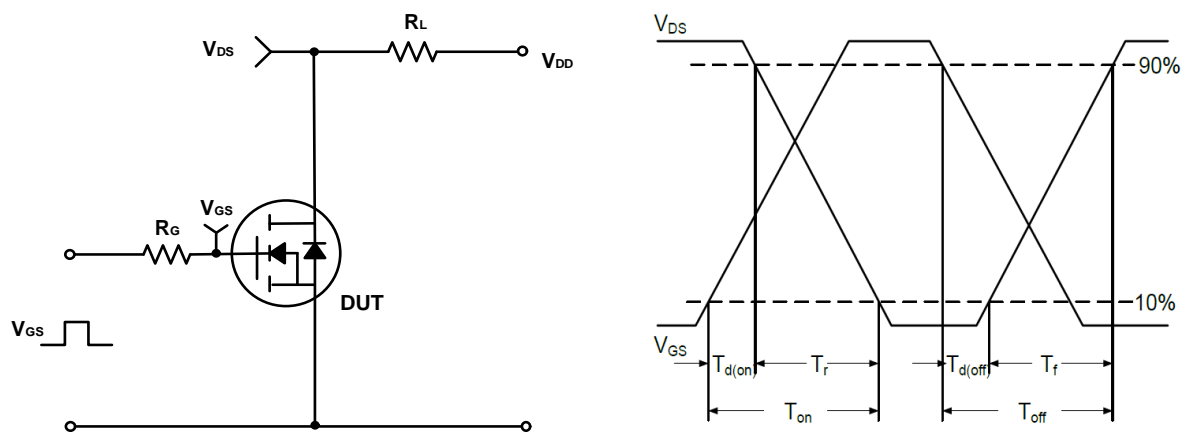 RL
VDS
VDD
VGS
RG
DUT
VGS
VDS
90%
10%
VGS
Td(on)
Tr
Td(off)
Tf
Ton
Toff